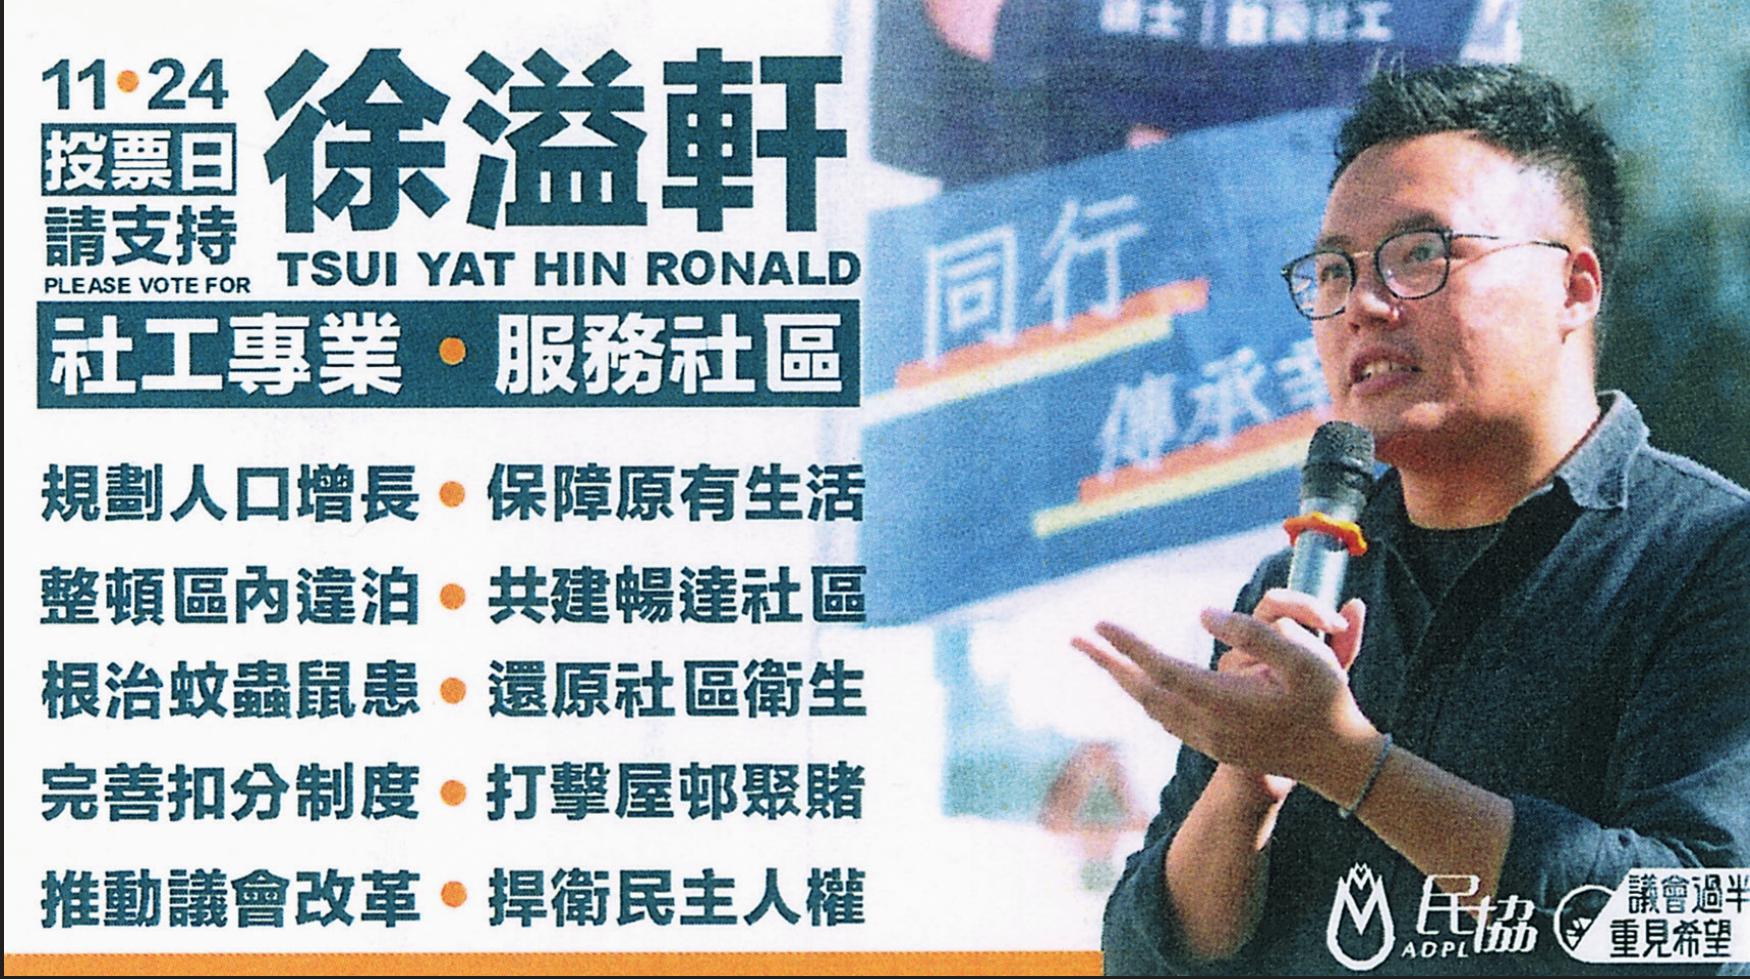 11•24
投票日
請支持
PLEASE VOTE FOR
徐溢軒
TSUI YAT HIN RONALD
社工專業•服務社區
規劃人口增長•保障原有生活
整頓區內違泊•共建暢達社區
根治蚊蟲鼠患•還原社區衛生
完善扣分制度•打擊屋邨聚賭
推動議會改革•捍衛民主人權
同行
傳承
民協
ADPL
議會過半
重見希望